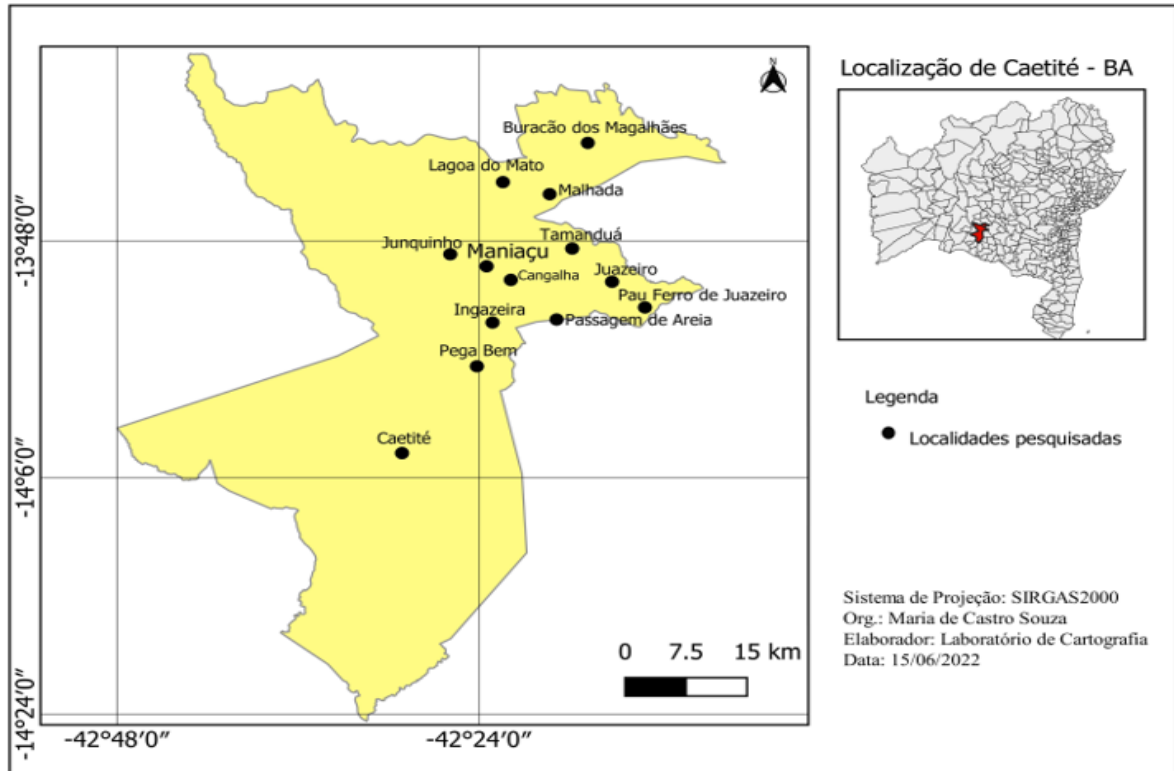 N
Buracão dos Magalhães
Lagoa do Mato
Malhada
Tamanduá
Junquinho
Maniaçu
Cangalha
Juazeiro
Pau Ferro de Juazeiro
Ingazeira
Passagem de Areia
Pega Bem
Caetité
-13°48′0″
-14°6′0″
-14°24′0″
-42°48′0″
-42°24′0″
0 7.5 15 km
Localização de Caetité - BA
Legenda
Localidades pesquisadas
Sistema de Projeção: SIRGAS2000
Org.: Maria de Castro Souza
Elaborador: Laboratório de Cartografia
Data: 15/06/2022